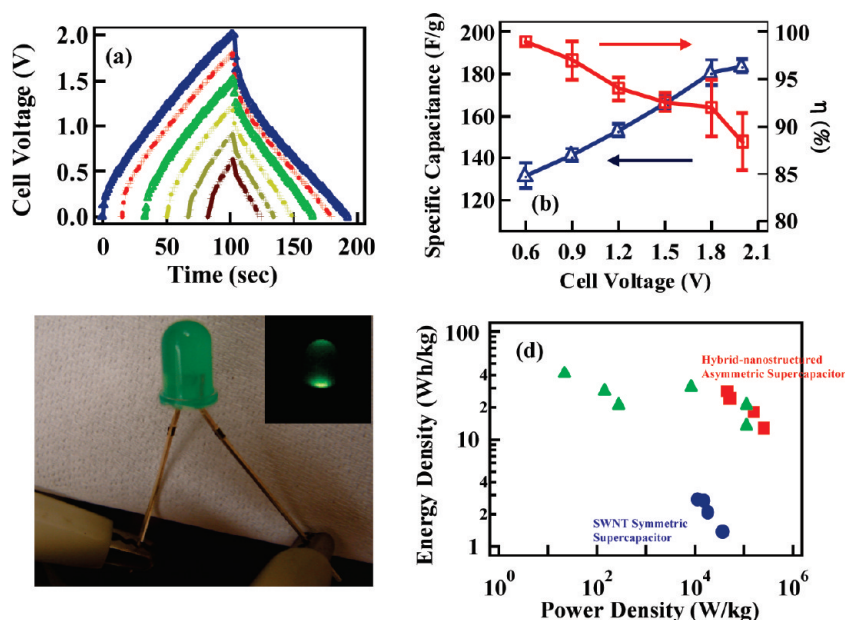 (a)
Cell Voltage (V)
2.0
1.5
1.0
0.5
0.0
0
50
100
150
200
Time (sec)
(b)
Specific Capacitance (F/g)
200
180
160
140
120
100
95
90
85
80
η (%)
0.6
0.9
1.2
1.5
1.8
2.1
Cell Voltage (V)
(d)
Energy Density (Wh/kg)
100
4
2
10
4
2
1
Hybrid-nanostructured
Asymmetric Supercapacitor
SWNT Symmetric
Supercapacitor
10⁰
10²
10⁴
10⁶
Power Density (W/kg)